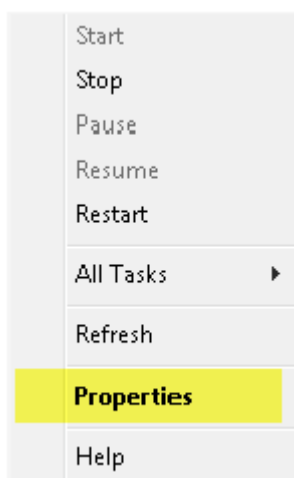 Start
Stop
Pause
Resume
Restart
All Tasks
Refresh
Properties
Help